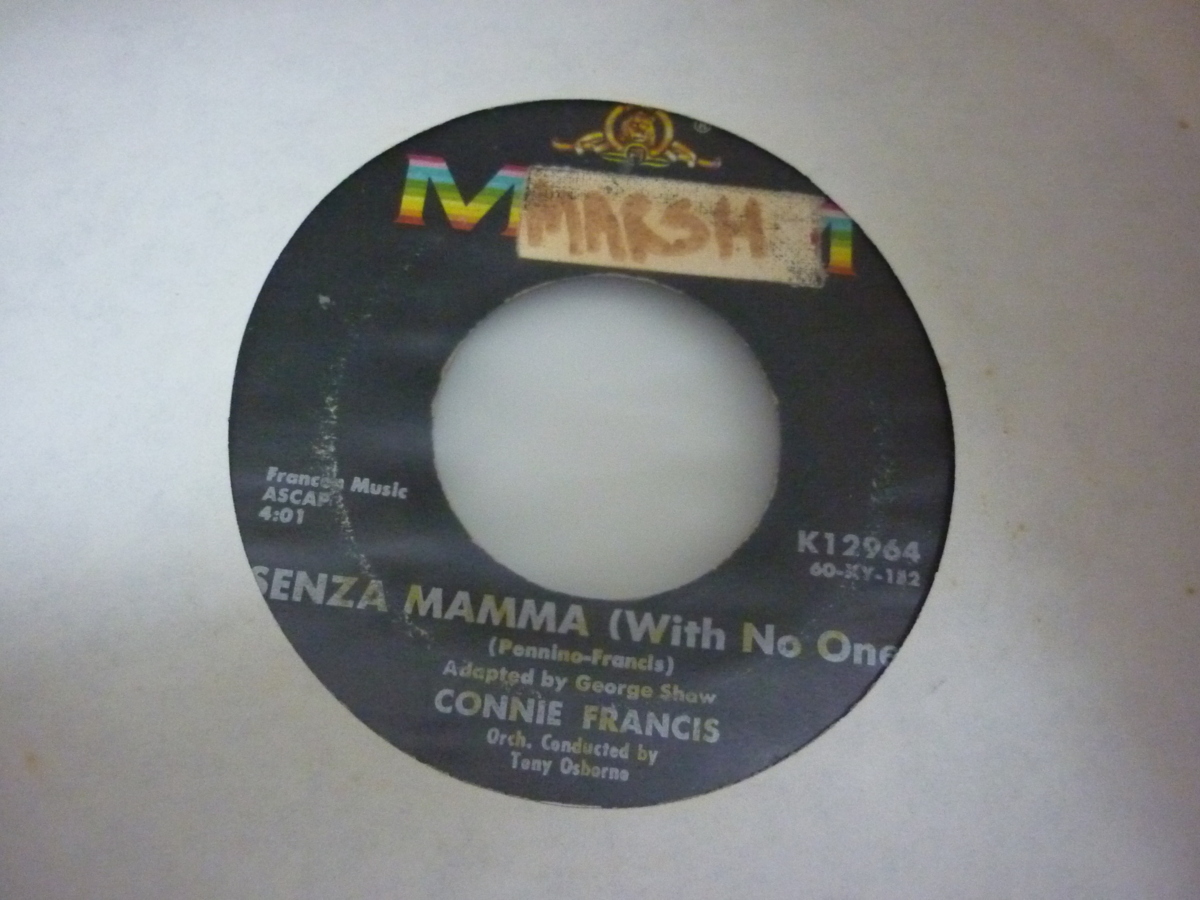 ®
M M
MARSH
Francon Music
ASCAP
4:01
K12964
60-XY-182
SENZA MAMMA (With No One
(Pennino-Francis)
Adapted by George Shaw
CONNIE FRANCIS
Orch. Conducted by
Tony Osborne